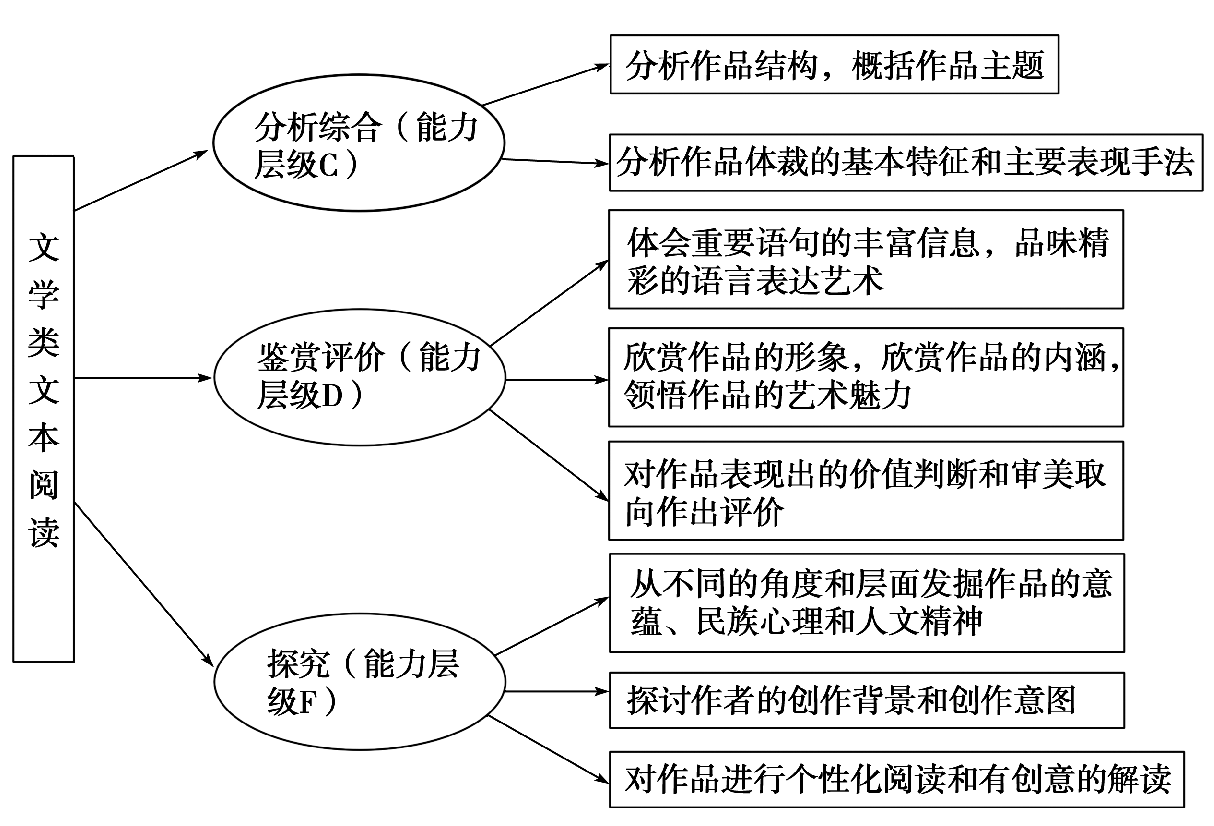 文学类文本阅读
分析综合（能力
层级C）
分析作品结构，概括作品主题
分析作品体裁的基本特征和主要表现手法
鉴赏评价（能力
层级D）
体会重要语句的丰富信息，品味精
彩的语言表达艺术
欣赏作品的形象，欣赏作品的内涵，
领悟作品的艺术魅力
对作品表现出的价值判断和审美取
向作出评价
探究（能力层
级F）
从不同的角度和层面发掘作品的意
蕴、民族心理和人文精神
探讨作者的创作背景和创作意图
对作品进行个性化阅读和有创意的解读